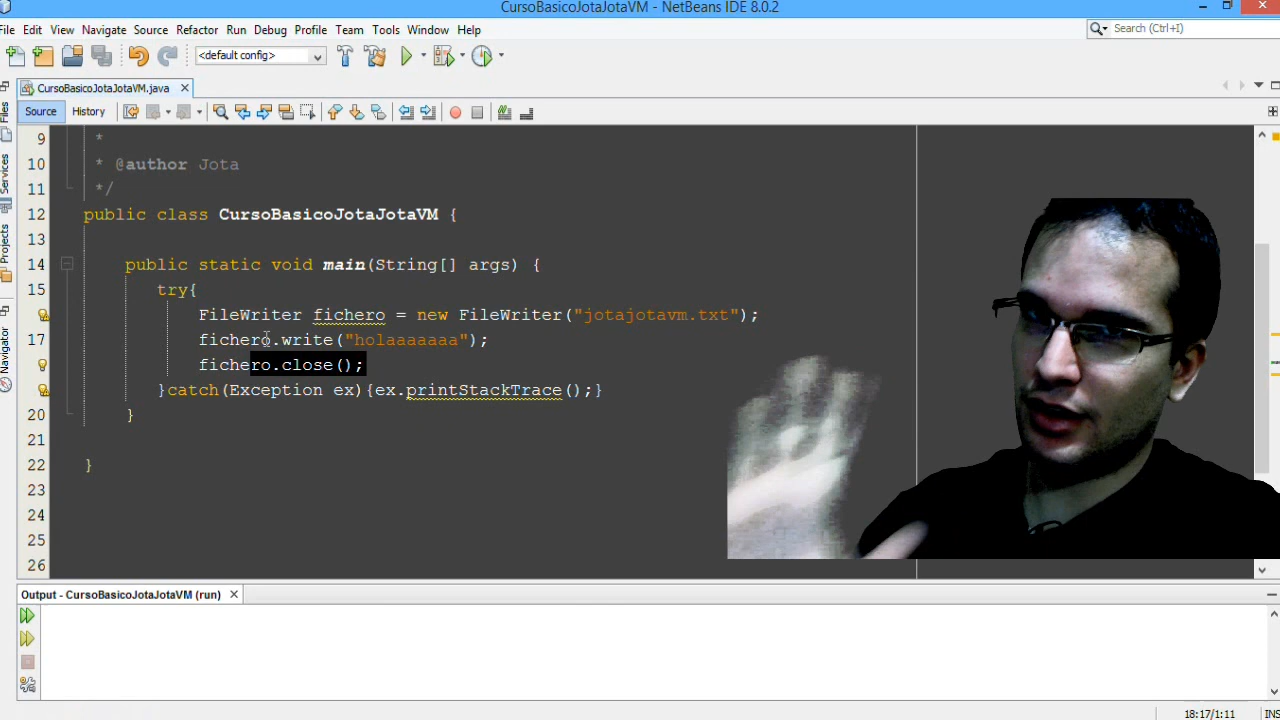 CursoBasicoJotaJotaVM - NetBeans IDE 8.0.2
File Edit View Navigate Source Refactor Run Debug Profile Team Tools Window Help
Search (Ctrl+I)
<default config>
CursoBasicoJotaJotaVM.java
Source History
Files
Services
Projects
Navigator
9 *
10 * @author Jota
11 */
12 public class CursoBasicoJotaJotaVM {
13
14 public static void main(String[] args) {
15 try{
FileWriter fichero = new FileWriter("jotajotavm.txt");
17 fichero.write("holaaaaaaa");
fichero.close();
}catch(Exception ex){ex.printStackTrace();}
20 }
21
22 }
23
24
25
26
Output - CursoBasicoJotaJotaVM (run)
18:17/1:11 INS